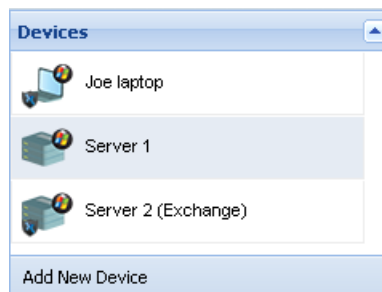 Devices
Joe laptop
Server 1
Server 2 (Exchange)
Add New Device